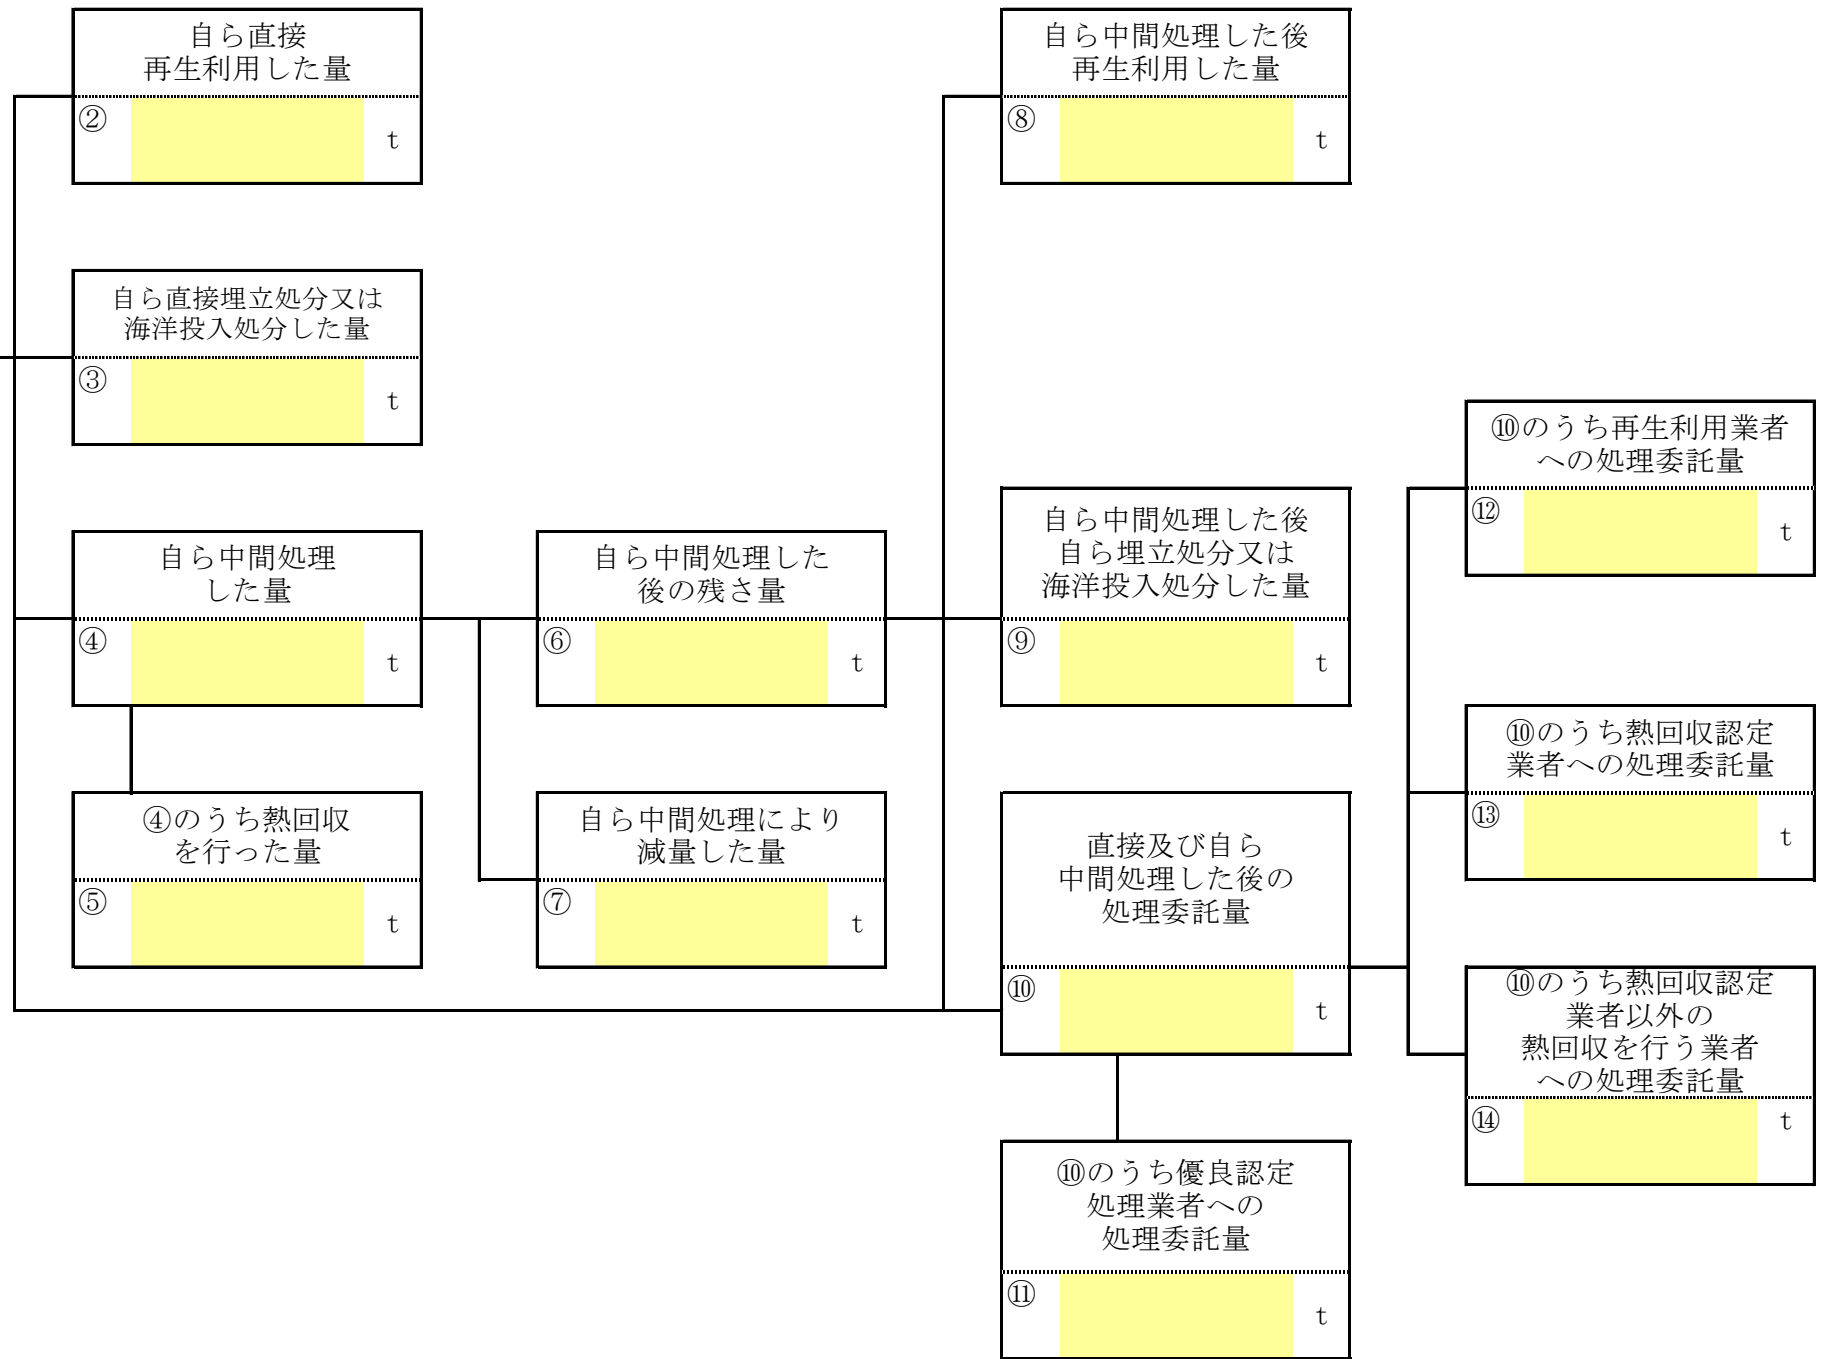 自ら直接
再生利用した量
②
t
自ら中間処理した後
再生利用した量
⑧
t
自ら直接埋立処分又は
海洋投入処分した量
③
t
⑩のうち再生利用業者
への処理委託量
⑫
t
自ら中間処理した後
自ら埋立処分又は
海洋投入処分した量
⑨
t
自ら中間処理
した量
④
t
自ら中間処理した
後の残さ量
⑥
t
⑩のうち熱回収認定
業者への処理委託量
⑬
t
④のうち熱回収
を行った量
⑤
t
自ら中間処理により
減量した量
⑦
t
直接及び自ら
中間処理した後の
処理委託量
⑩
t
⑩のうち熱回収認定
業者以外の
熱回収を行う業者
への処理委託量
⑭
t
⑩のうち優良認定
処理業者への
処理委託量
⑪
t